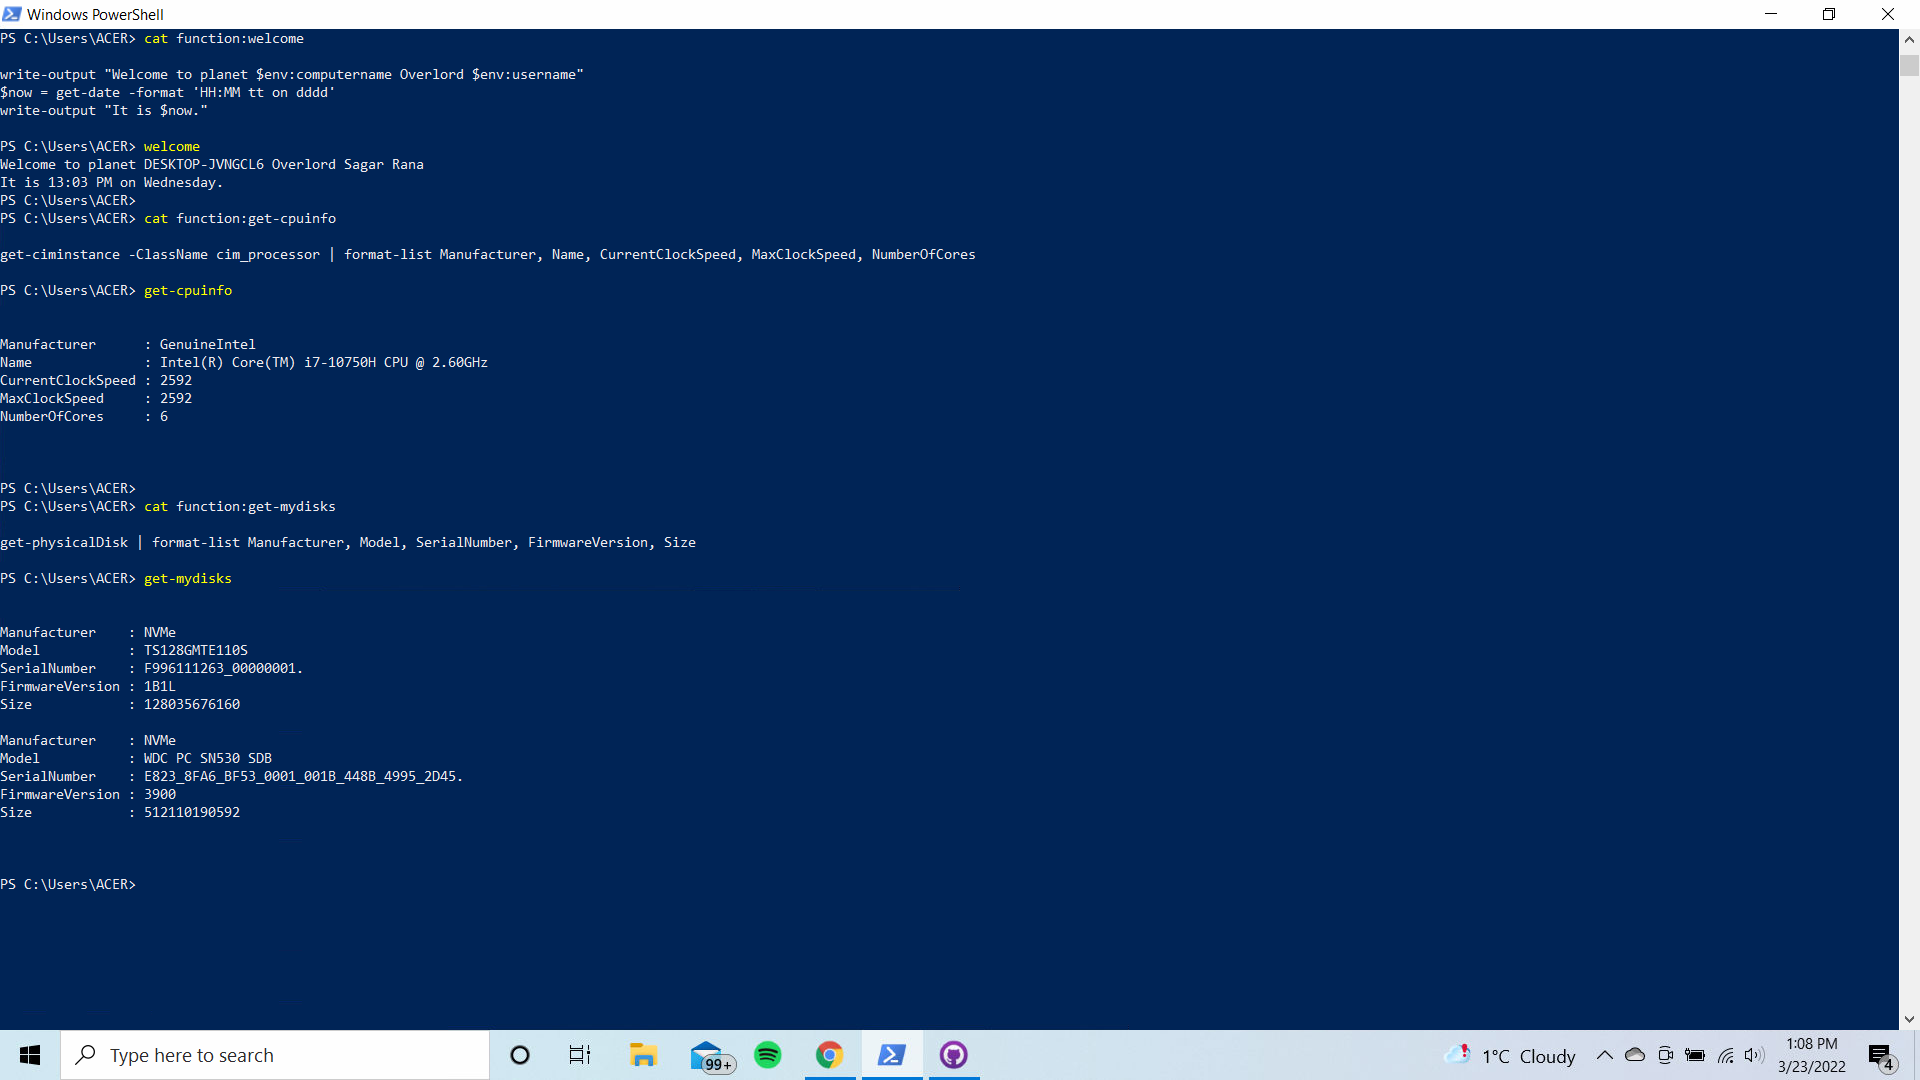 Windows PowerShell
PS C:\Users\ACER> cat function:welcome
write-output "Welcome to planet $env:computername Overlord $env:username"
$now = get-date -format 'HH:MM tt on dddd'
write-output "It is $now."
PS C:\Users\ACER> welcome
Welcome to planet DESKTOP-JVNGCL6 Overlord Sagar Rana
It is 13:03 PM on Wednesday.
PS C:\Users\ACER>
PS C:\Users\ACER> cat function:get-cpuinfo
get-ciminstance -ClassName cim_processor | format-list Manufacturer, Name, CurrentClockSpeed, MaxClockSpeed, NumberOfCores
PS C:\Users\ACER> get-cpuinfo
Manufacturer      : GenuineIntel
Name              : Intel(R) Core(TM) i7-10750H CPU @ 2.60GHz
CurrentClockSpeed : 2592
MaxClockSpeed     : 2592
NumberOfCores     : 6
PS C:\Users\ACER>
PS C:\Users\ACER> cat function:get-mydisks
get-physicalDisk | format-list Manufacturer, Model, SerialNumber, FirmwareVersion, Size
PS C:\Users\ACER> get-mydisks
Manufacturer    : NVMe
Model           : TS128GMTE110S
SerialNumber    : F996111263_00000001.
FirmwareVersion : 1B1L
Size            : 128035676160
Manufacturer    : NVMe
Model           : WDC PC SN530 SDB
SerialNumber    : E823_8FA6_BF53_0001_001B_448B_4995_2D45.
FirmwareVersion : 3900
Size            : 512110190592
PS C:\Users\ACER>
Type here to search
99+
1°C Cloudy
1:08 PM
3/23/2022
4